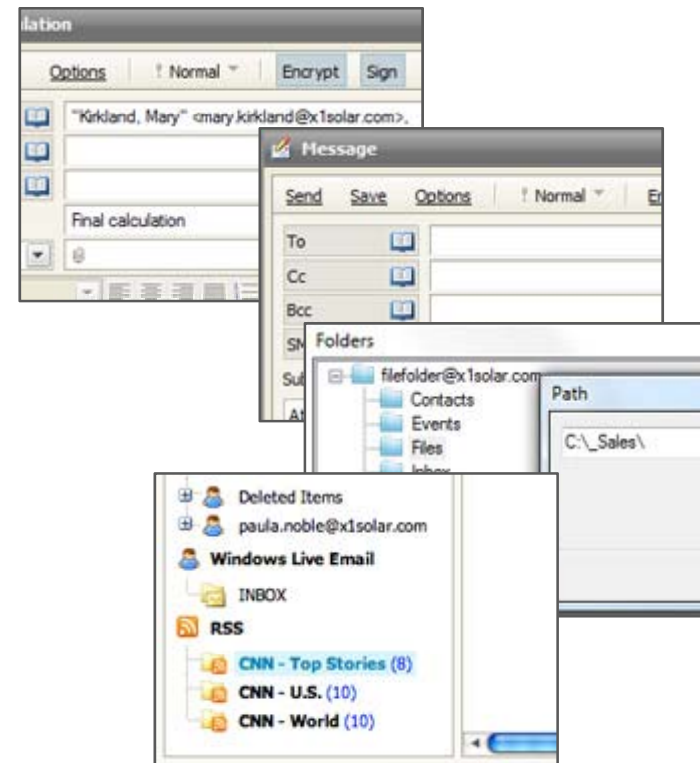 lation
Options ! Normal Encrypt Sign
"Kirkland, Mary" <mary.kirkland@x1solar.com>,
Final calculation
Message
Send Save Options ! Normal
To
Cc
Bcc
Folders
filefolder@x1solar.com
Contacts
Events
Files
Inbox
Path
C:\_Sales\
Deleted Items
paula.noble@x1solar.com
Windows Live Email
INBOX
RSS
CNN - Top Stories (8)
CNN - U.S. (10)
CNN - World (10)